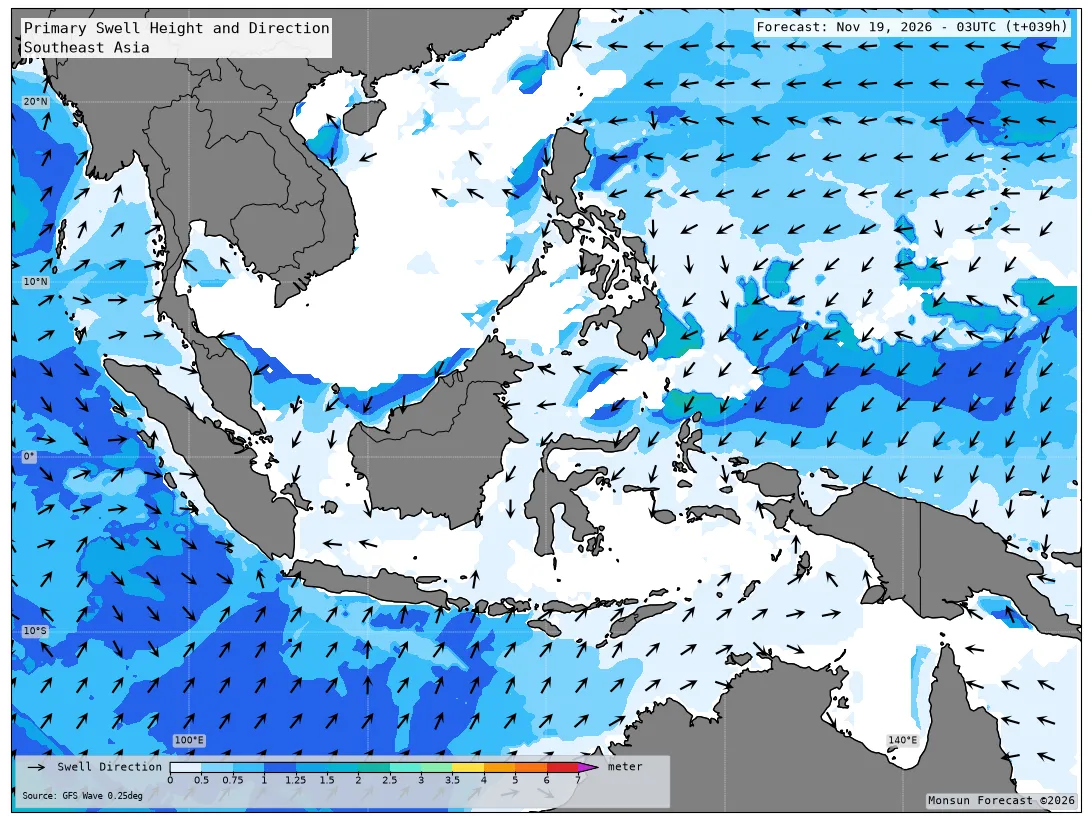 Primary Swell Height and Direction
Southeast Asia
Forecast: Nov 19, 2026 - 03UTC (t+039h)
20°N
10°N
0°
10°S
100°E
140°E
Swell Direction
0 0.5 0.75 1 1.25 1.5 2 2.5 3 3.5 4 5 6 7
meter
Source: GFS Wave 0.25deg
Monsun Forecast ©2026